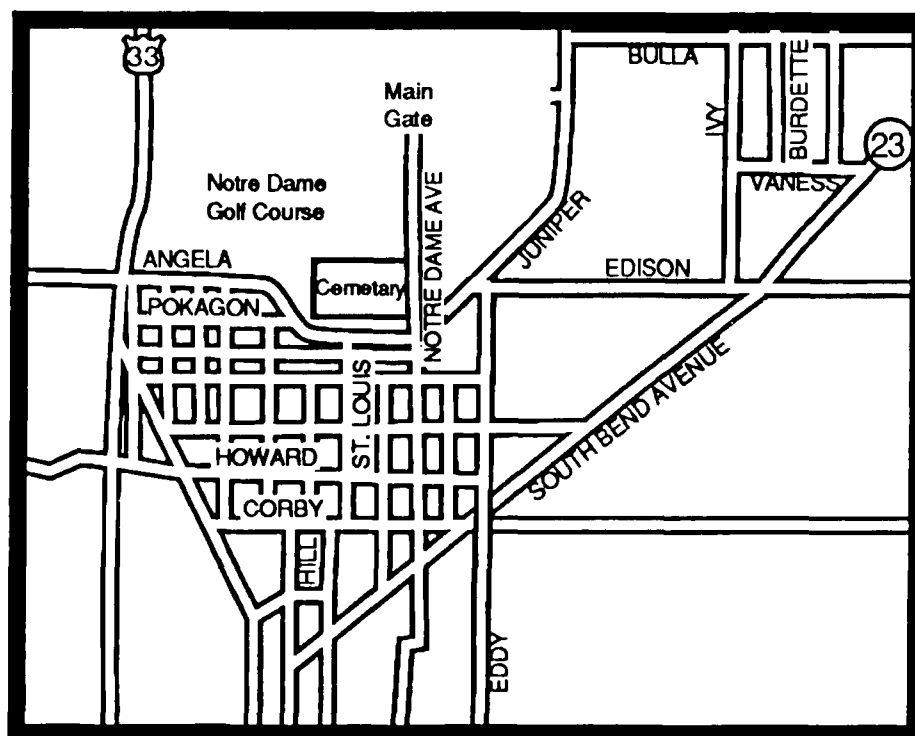 33
BULLA
BURDETTE
IVY
Main
Gate
23
VANESS
Notre Dame
Golf Course
NOTRE DAME AVE
JUNIPER
ANGELA
EDISON
Cemetary
POKAGON
ST. LOUIS
SOUTH BEND AVENUE
HOWARD
CORBY
HILL
EDDY